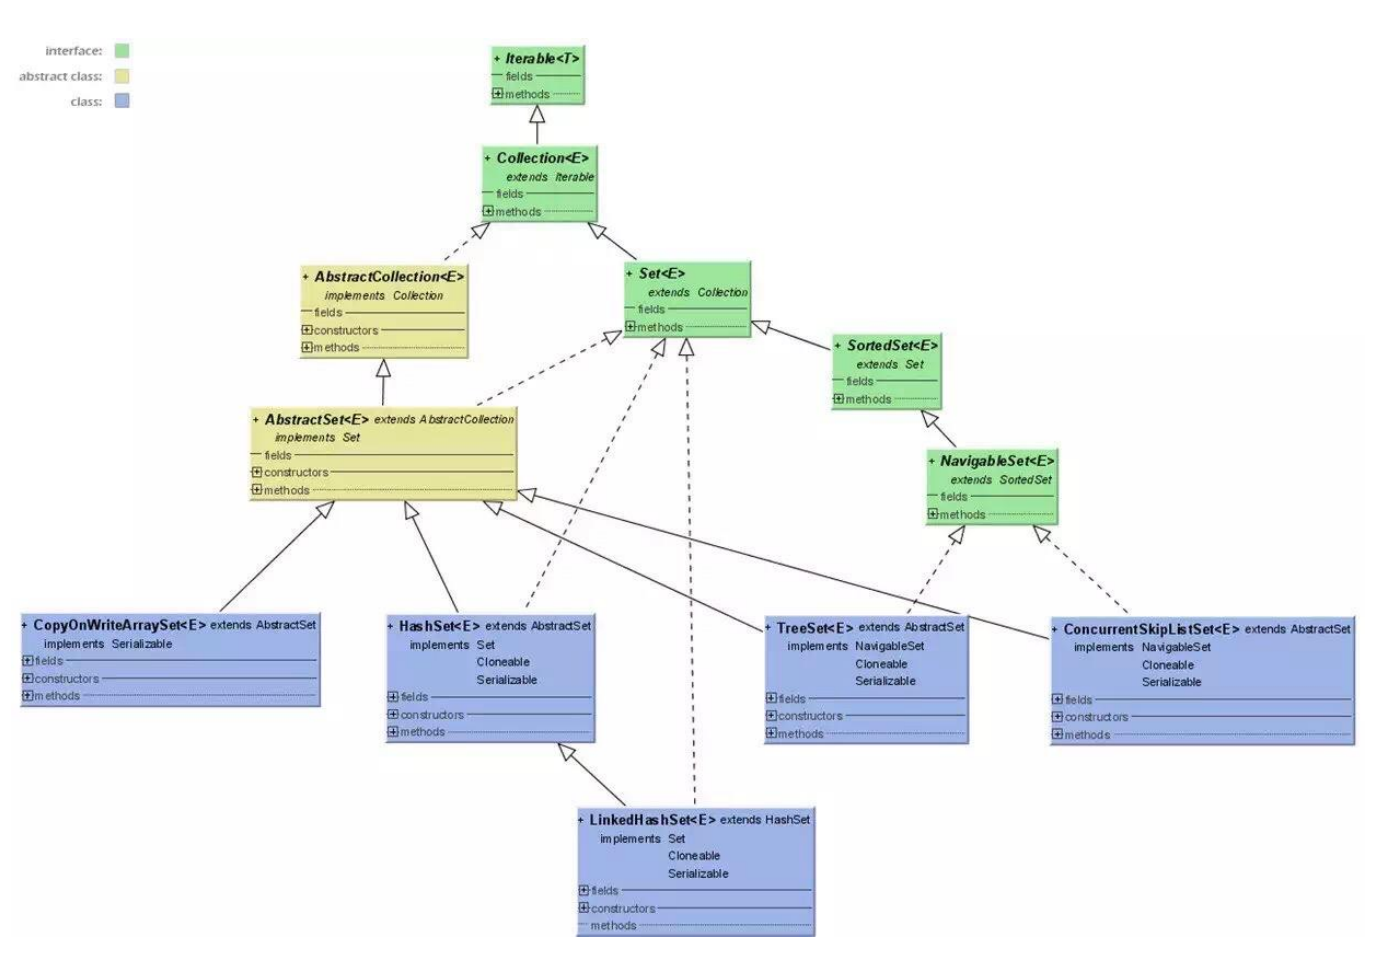 interface:
abstract class:
class:
+ Iterable<T>
fields
methods
+ Collection<E>
extends Iterable
fields
methods
+ AbstractCollection<E>
implements Collection
fields
constructors
methods
+ Set<E>
extends Collection
fields
methods
+ SortedSet<E>
extends Set
fields
methods
+ AbstractSet<E> extends AbstractCollection
implements Set
fields
constructors
methods
+ NavigableSet<E>
extends SortedSet
fields
methods
+ CopyOnWriteArraySet<E> extends AbstractSet
implements Serializable
fields
constructors
methods
+ HashSet<E> extends AbstractSet
implements Set
Cloneable
Serializable
fields
constructors
methods
+ TreeSet<E> extends AbstractSet
implements NavigableSet
Cloneable
Serializable
fields
constructors
methods
+ ConcurrentSkipListSet<E> extends AbstractSet
implements NavigableSet
Cloneable
Serializable
fields
constructors
methods
+ LinkedHashSet<E> extends HashSet
implements Set
Cloneable
Serializable
fields
constructors
methods